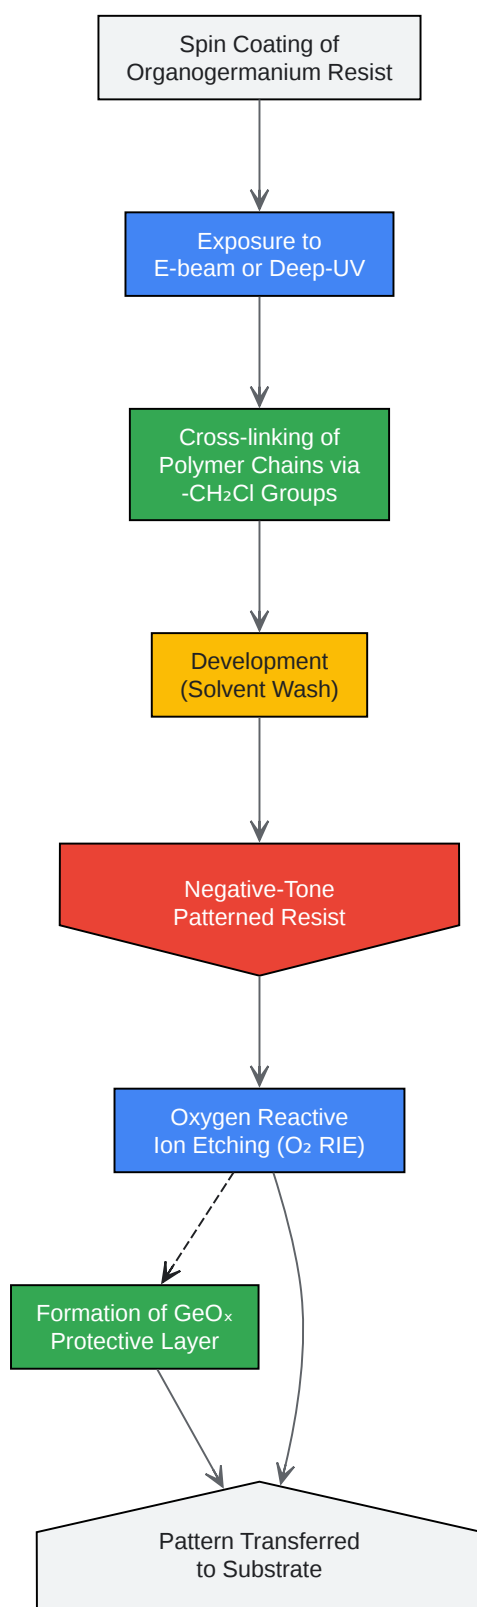 Spin Coating of
Organogermanium Resist
Exposure to
E-beam or Deep-UV
Cross-linking of
Polymer Chains via
-CH₂Cl Groups
Development
(Solvent Wash)
Negative-Tone
Patterned Resist
Oxygen Reactive
Ion Etching (O₂ RIE)
Formation of GeOₓ
Protective Layer
Pattern Transferred
to Substrate